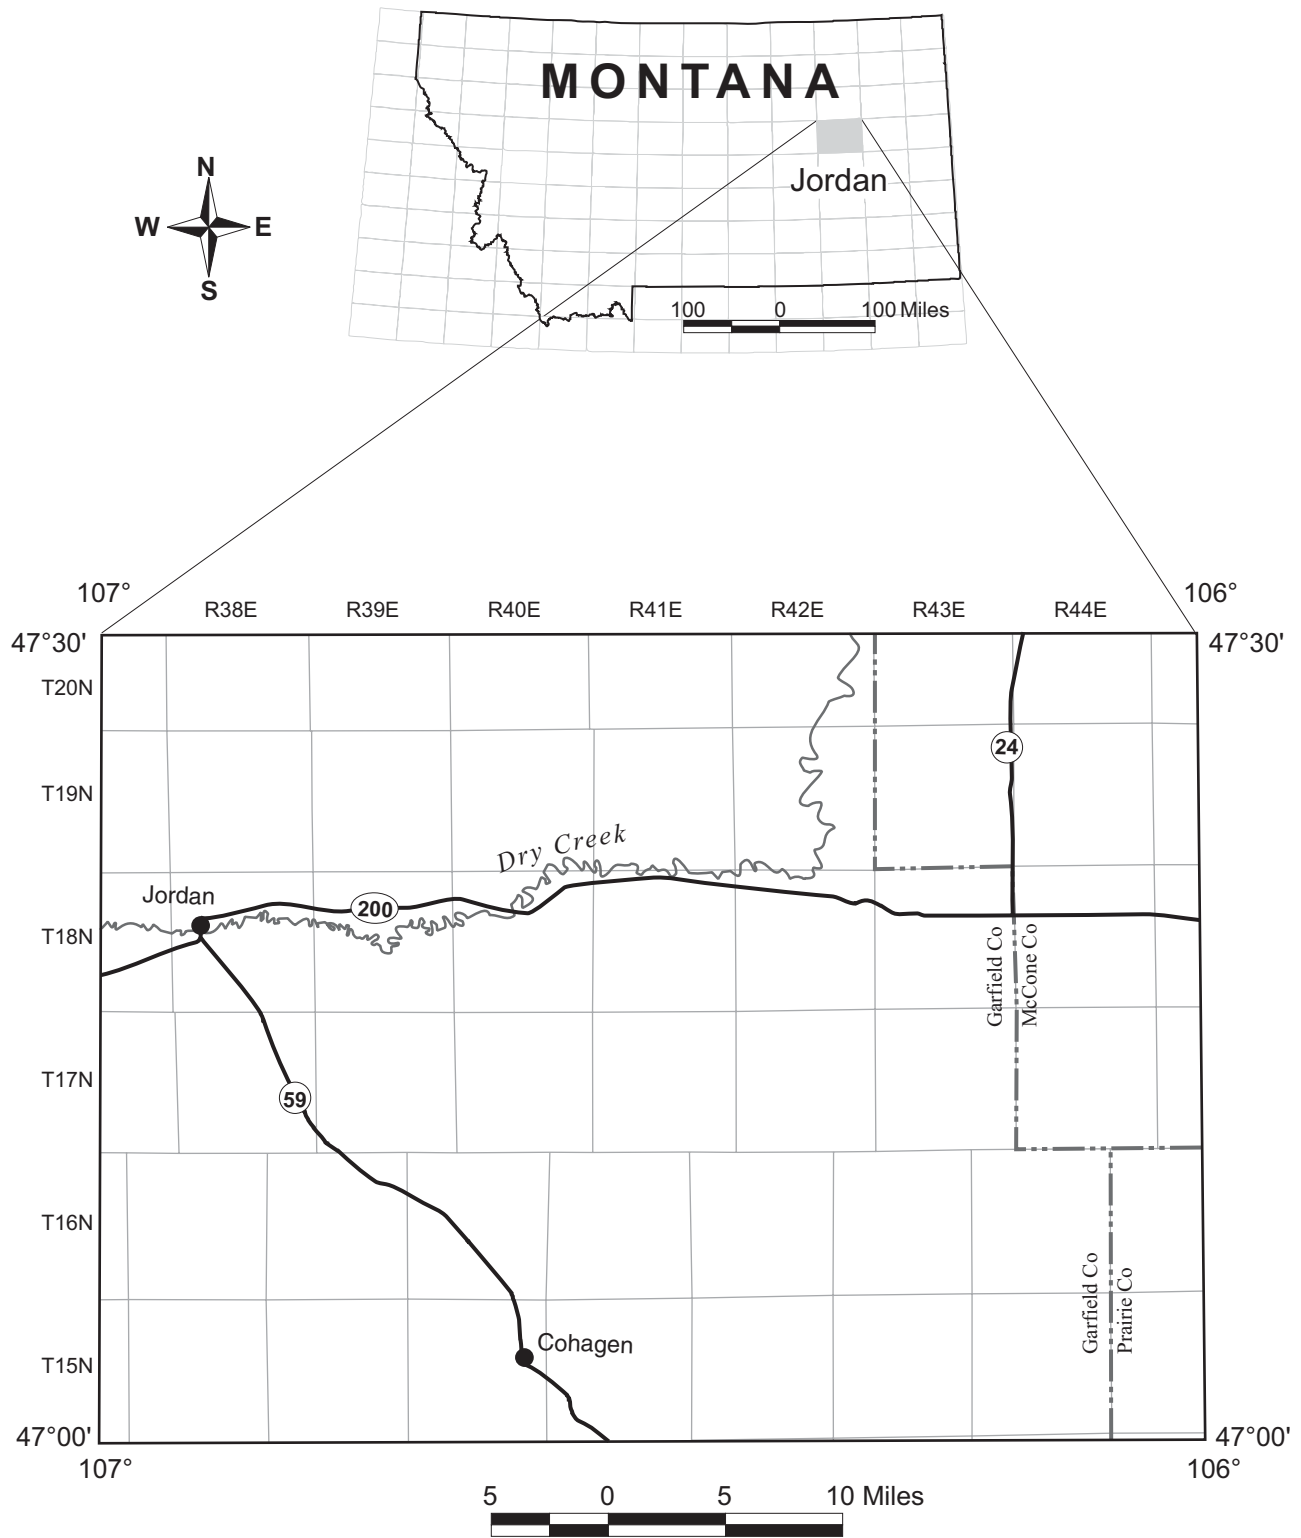 MONTANA
Jordan
N
W E
S
100 0 100 Miles
107° 106°
R38E R39E R40E R41E R42E R43E R44E
47°30' 47°30'
T20N
24
T19N
Dry Creek
Jordan
200
T18N
Garfield Co
McCone Co
T17N
59
T16N
Garfield Co
Prairie Co
Cohagen
T15N
47°00' 47°00'
107° 106°
5 0 5 10 Miles